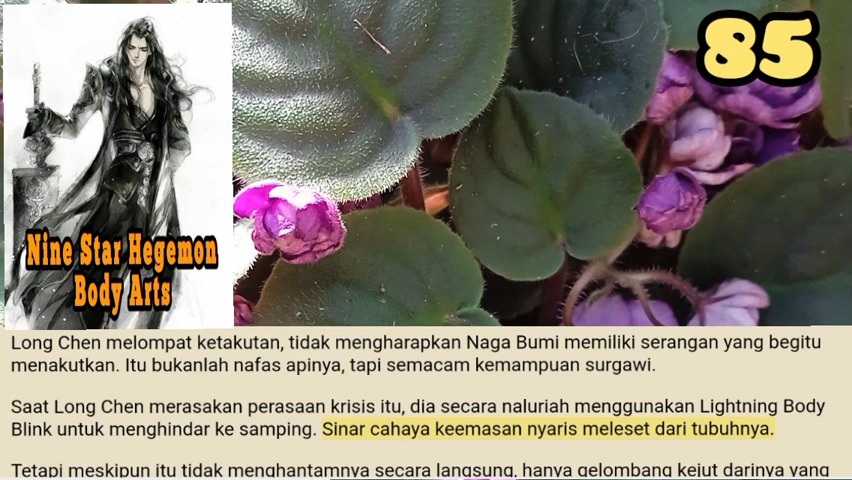 85
Nine Star Hegemon
Body Arts
Long Chen melompat ketakutan, tidak mengharapkan Naga Bumi memiliki serangan yang begitu
menakutkan. Itu bukanlah nafas apinya, tapi semacam kemampuan surgawi.
Saat Long Chen merasakan perasaan krisis itu, dia secara naluriah menggunakan Lightning Body
Blink untuk menghindar ke samping. Sinar cahaya keemasan nyaris meleset dari tubuhnya.
Tetapi meskipun itu tidak menghantamnya secara langsung, hanya gelombang kejut darinya yang